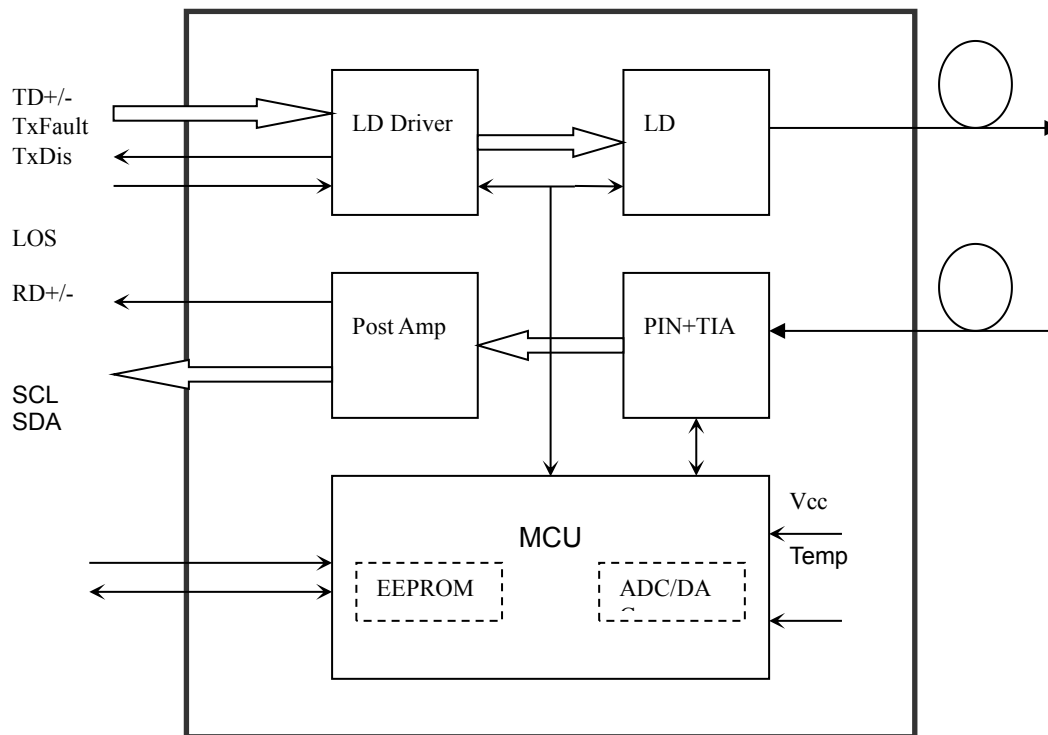 TD+/-
TxFault
TxDis
LOS
RD+/-
SCL
SDA
LD Driver
LD
Post Amp
PIN+TIA
MCU
EEPROM
ADC/DA
Vcc
Temp